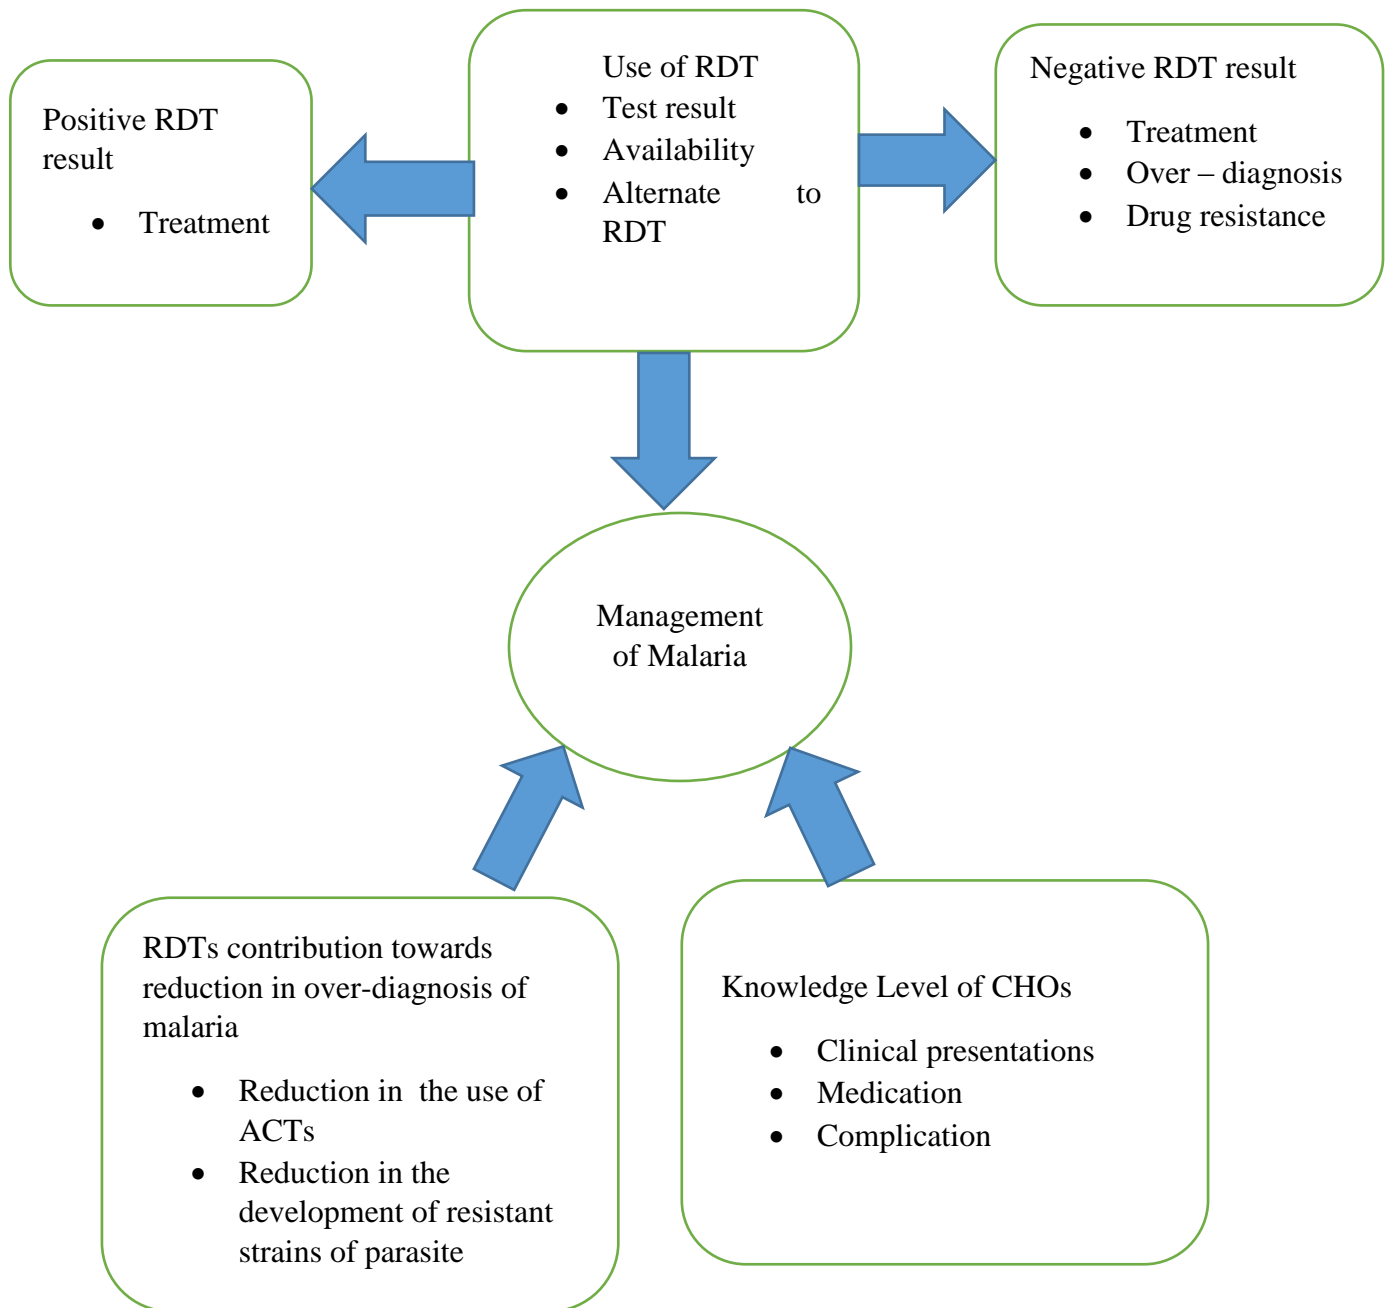 Positive RDT
result
• Treatment
Use of RDT
• Test result
• Availability
• Alternate to
RDT
Negative RDT result
• Treatment
• Over – diagnosis
• Drug resistance
Management
of Malaria
RDTs contribution towards
reduction in over-diagnosis of
malaria
• Reduction in the use of
ACTs
• Reduction in the
development of resistant
strains of parasite
Knowledge Level of CHOs
• Clinical presentations
• Medication
• Complication